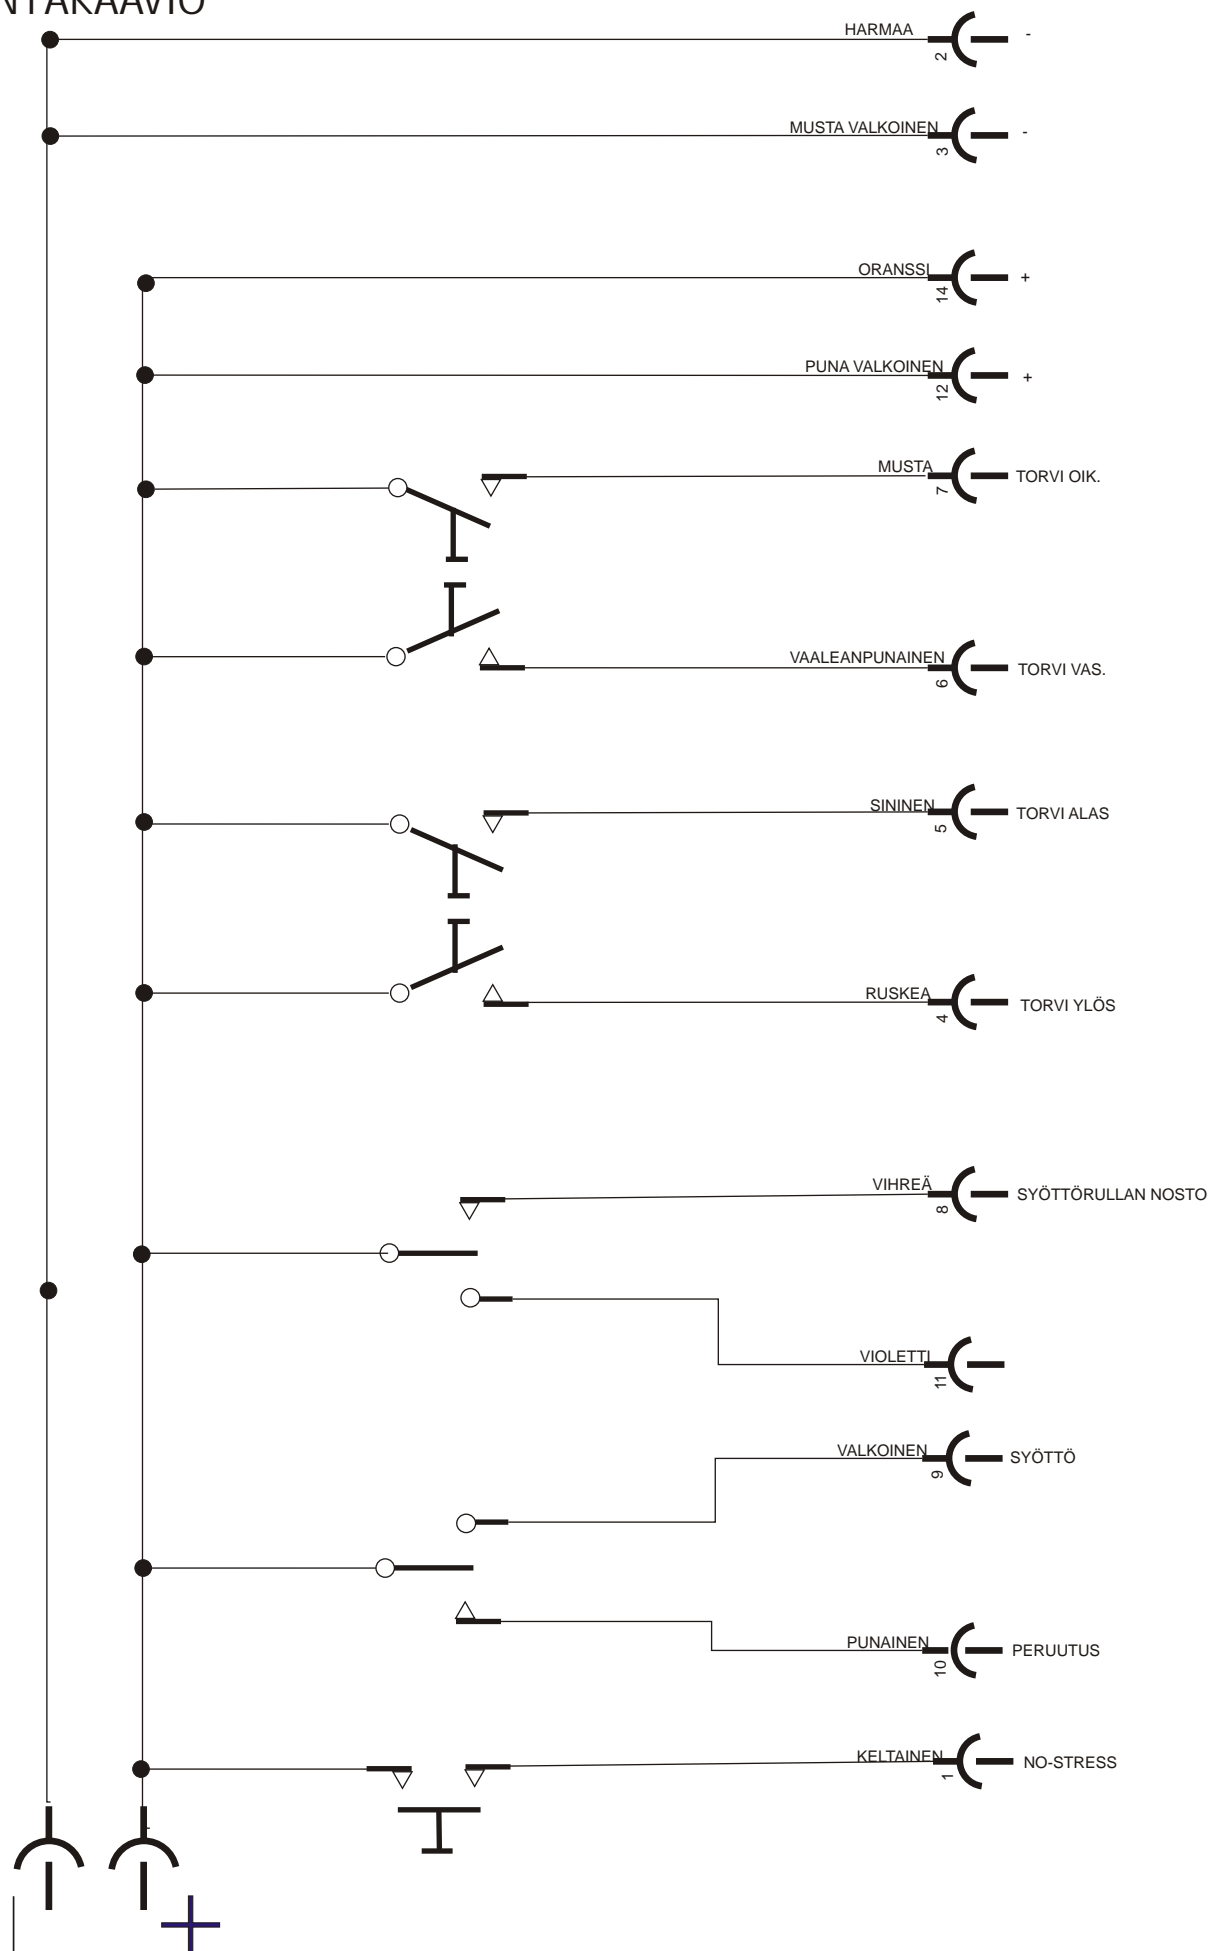 NTÄKAAVIO
HARMAA
2
-
MUSTA VALKOINEN
3
-
ORANSSI
14
+
PUNA VALKOINEN
12
+
MUSTA
7
TORVI OIK.
VAALEANPUNAINEN
6
TORVI VAS.
SININEN
5
TORVI ALAS
RUSKEA
4
TORVI YLÖS
VIHREÄ
8
SYÖTTÖRULLAN NOSTO
VIOLETTI
11
VALKOINEN
9
SYÖTTÖ
PUNAINEN
10
PERUUTUS
KELTAINEN
1
NO-STRESS